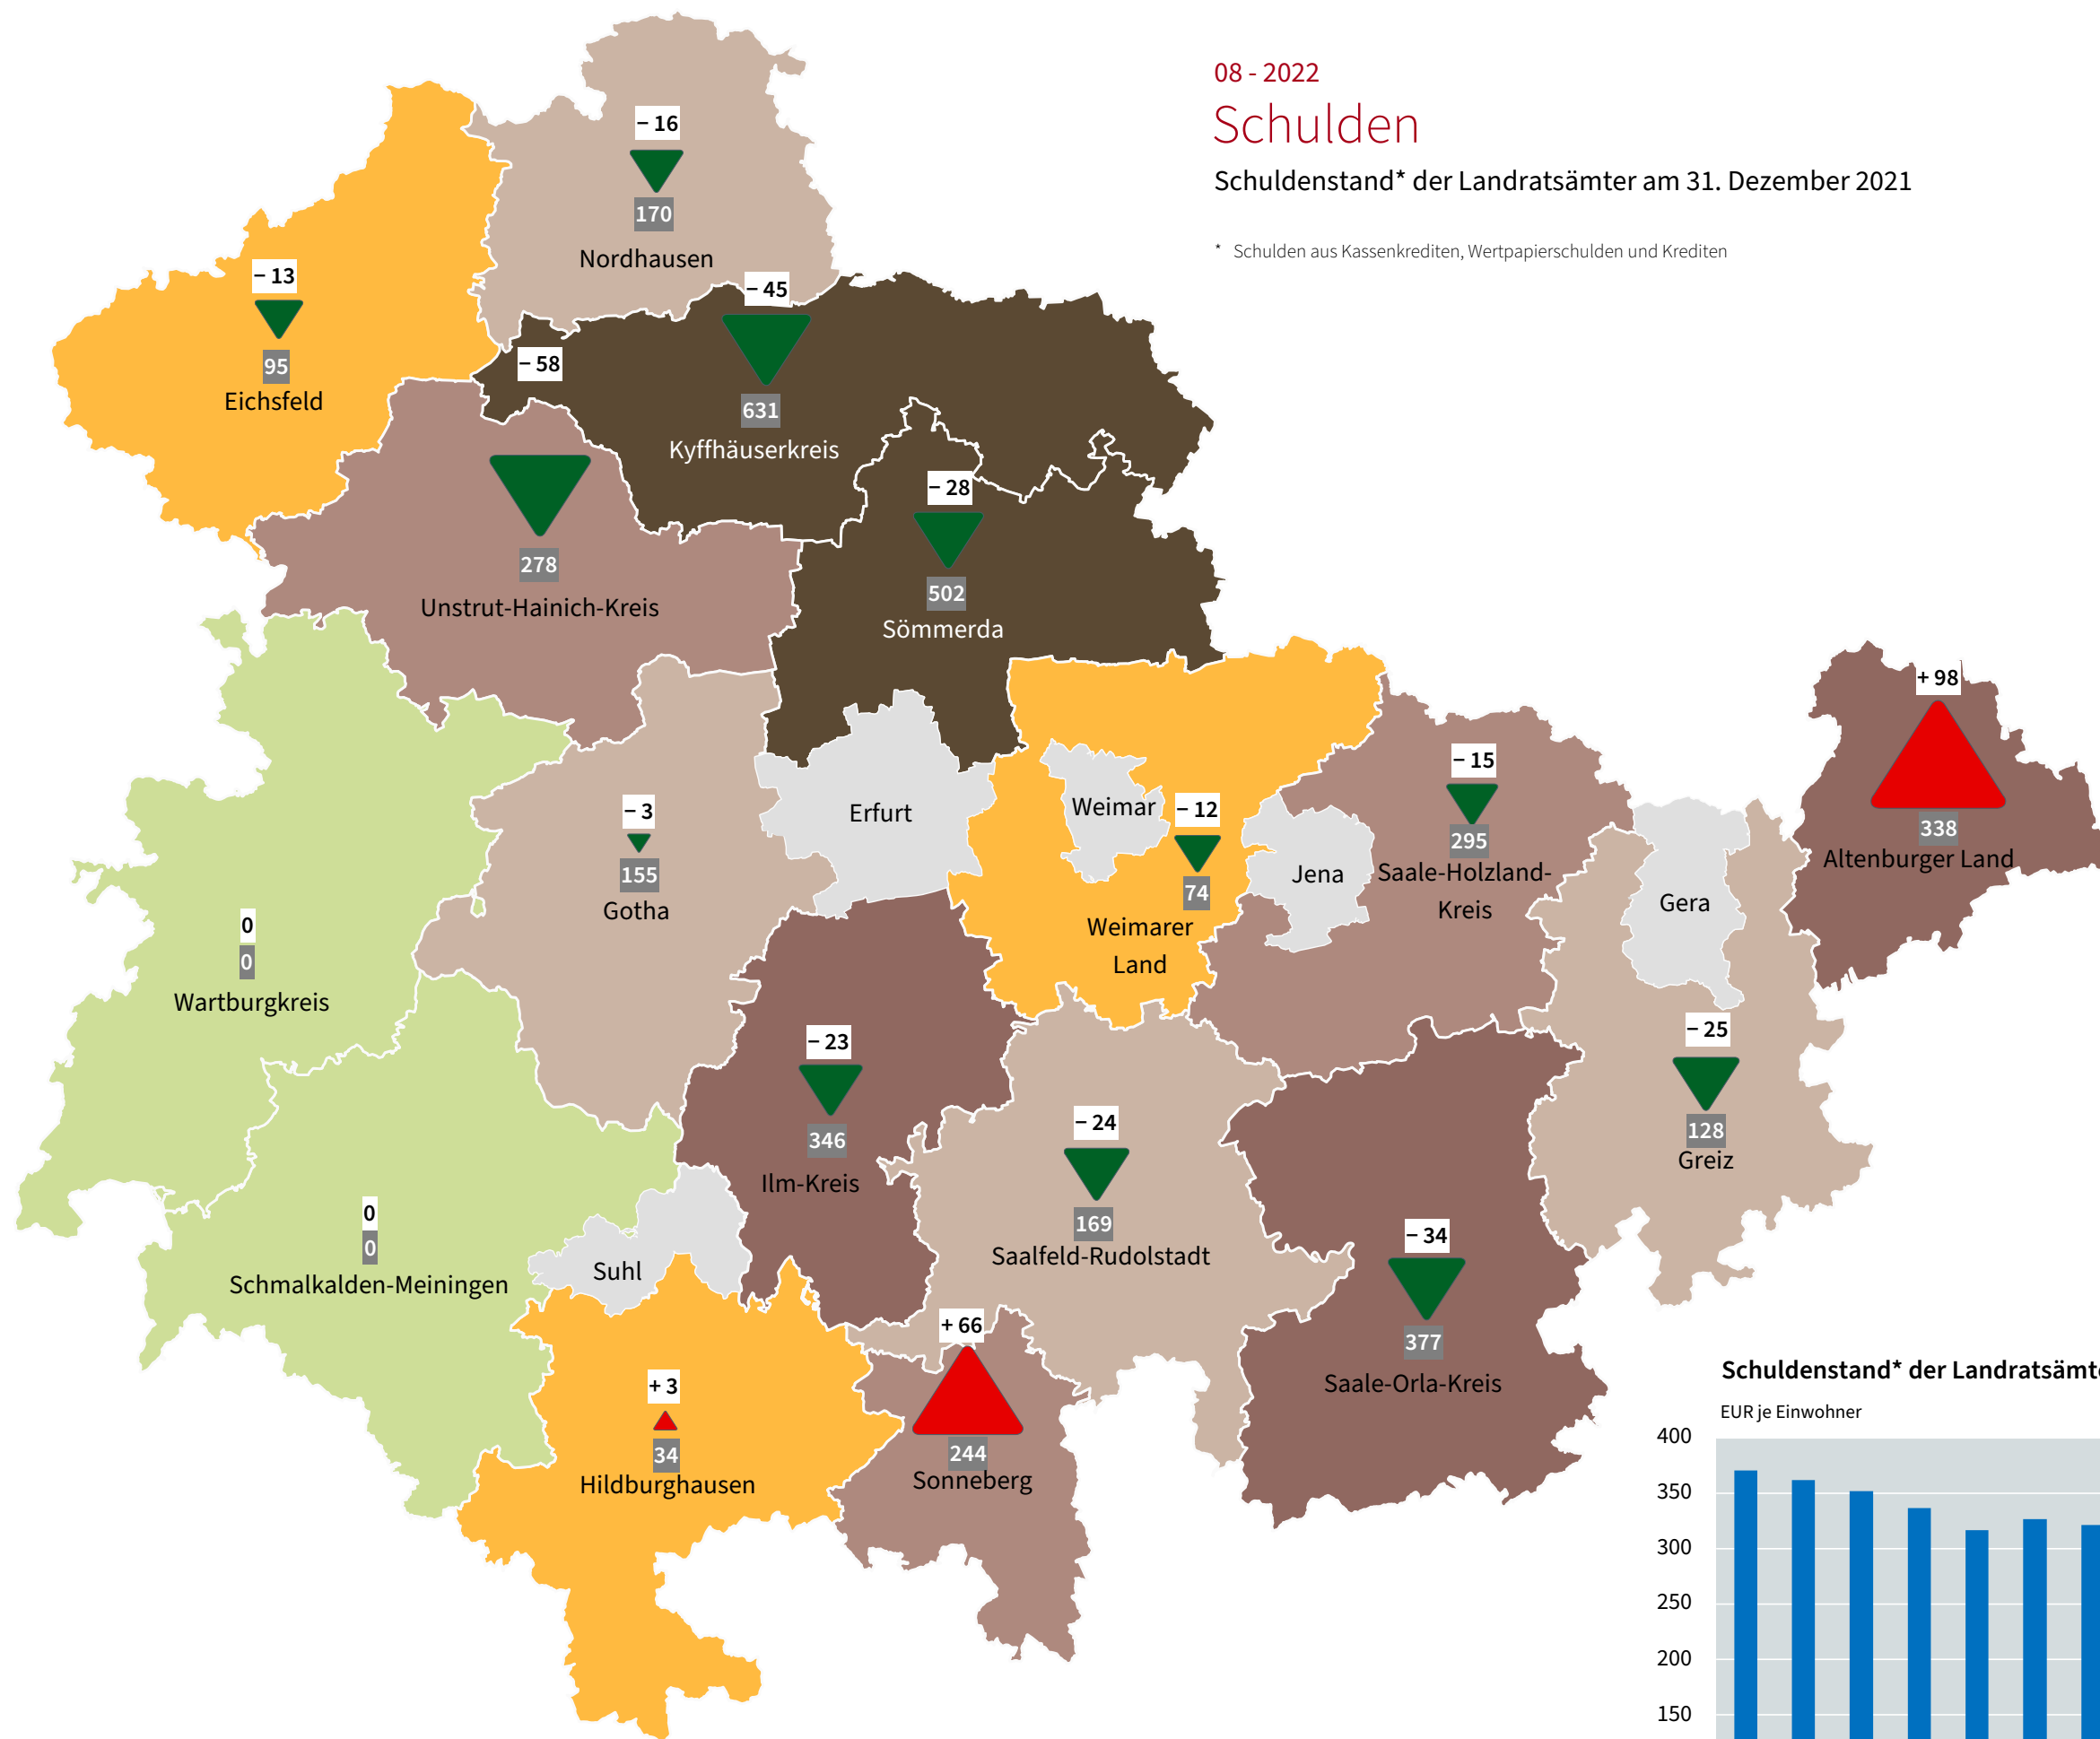 08 - 2022
Schulden
Schuldenstand* der Landratsämter am 31. Dezember 2021
* Schulden aus Kassenkrediten, Wertpapierschulden und Krediten
− 16
170
Nordhausen
− 13
95
Eichsfeld
− 45
631
Kyffhäuserkreis
− 58
278
Unstrut-Hainich-Kreis
− 28
502
Sömmerda
+ 98
338
Altenburger Land
− 15
295
Saale-Holzland-
Kreis
Erfurt
Weimar
− 12
74
Weimarer
Land
Jena
Gera
− 3
155
Gotha
0
0
Wartburgkreis
− 25
128
Greiz
− 23
346
Ilm-Kreis
− 24
169
Saalfeld-Rudolstadt
0
0
Schmalkalden-Meiningen
Suhl
− 34
377
Saale-Orla-Kreis
+ 66
244
Sonneberg
+ 3
34
Hildburghausen
Schuldenstand* der Landratsämt
EUR je Einwohner
400
350
300
250
200
150